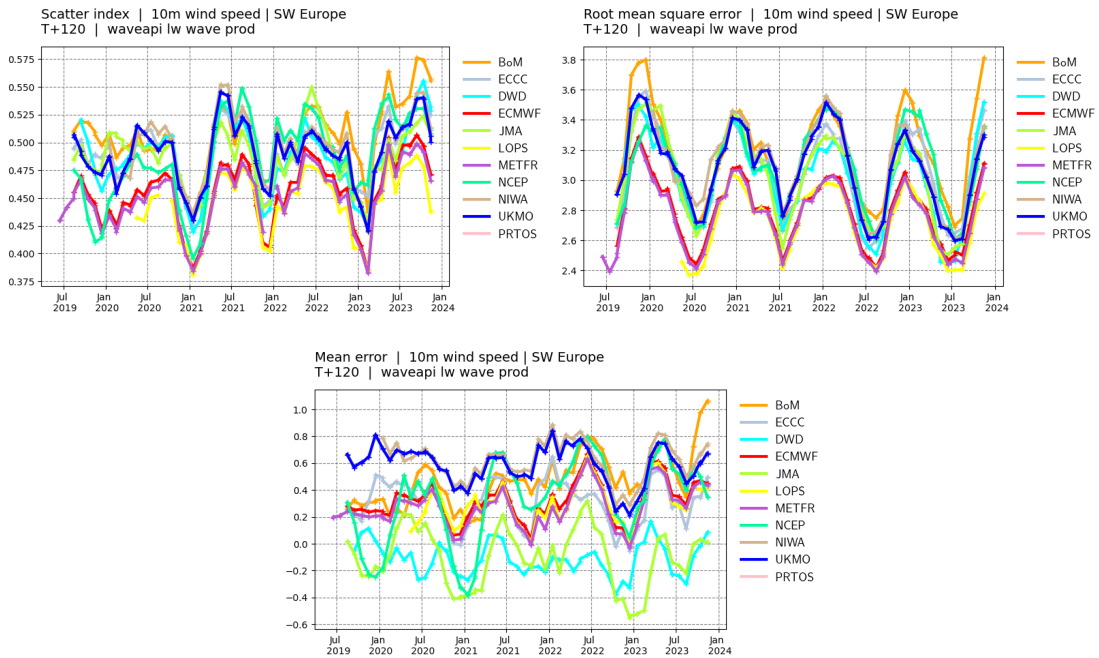 Scatter index | 10m wind speed | SW Europe
T+120 | waveapi lw wave prod
0.575
0.550
0.525
0.500
0.475
0.450
0.425
0.400
0.375
Jul
2019
Jan
2020
Jul
2020
Jan
2021
Jul
2021
Jan
2022
Jul
2022
Jan
2023
Jul
2023
Jan
2024
BoM
ECCC
DWD
ECMWF
JMA
LOPS
METFR
NCEP
NIWA
UKMO
PRTOS
Root mean square error | 10m wind speed | SW Europe
T+120 | waveapi lw wave prod
3.8
3.6
3.4
3.2
3.0
2.8
2.6
2.4
Jul
2019
Jan
2020
Jul
2020
Jan
2021
Jul
2021
Jan
2022
Jul
2022
Jan
2023
Jul
2023
Jan
2024
BoM
ECCC
DWD
ECMWF
JMA
LOPS
METFR
NCEP
NIWA
UKMO
PRTOS
Mean error | 10m wind speed | SW Europe
T+120 | waveapi lw wave prod
1.0
0.8
0.6
0.4
0.2
0.0
−0.2
−0.4
−0.6
Jul
2019
Jan
2020
Jul
2020
Jan
2021
Jul
2021
Jan
2022
Jul
2022
Jan
2023
Jul
2023
Jan
2024
BoM
ECCC
DWD
ECMWF
JMA
LOPS
METFR
NCEP
NIWA
UKMO
PRTOS